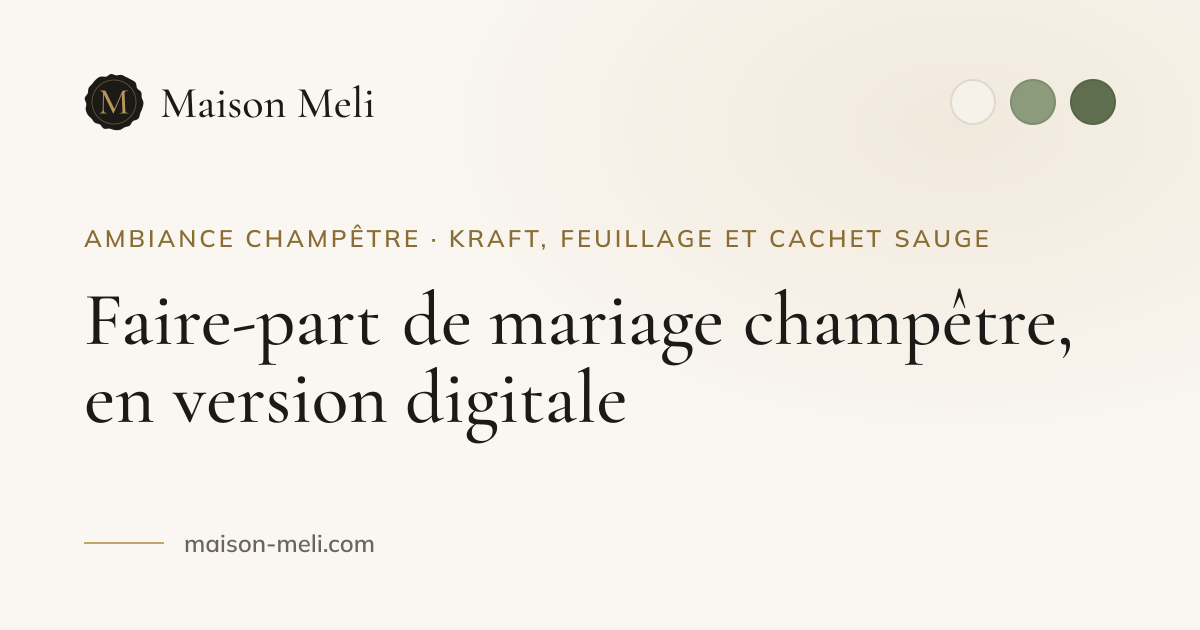 M Maison Meli
AMBIANCE CHAMPÊTRE · KRAFT, FEUILLAGE ET CACHET SAUGE
Faire-part de mariage champêtre,
en version digitale
maison-meli.com